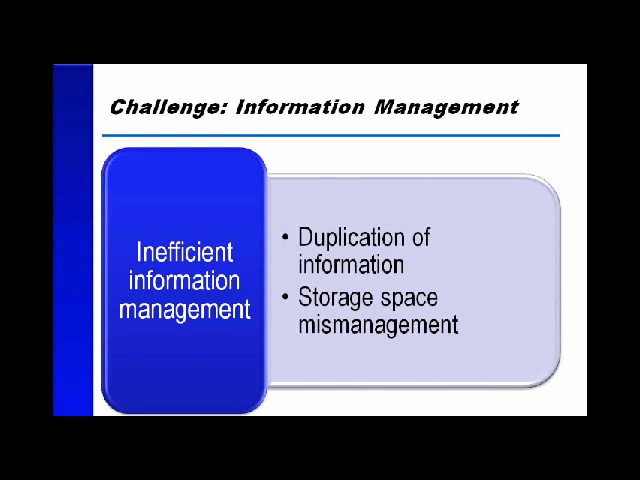 Challenge: Information Management
Inefficient
information
management
• Duplication of
information
• Storage space
mismanagement